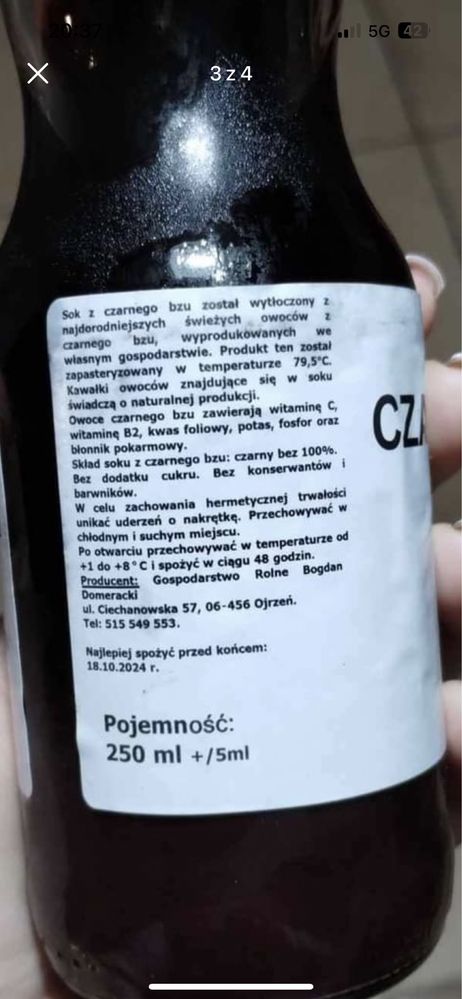 20:37
5G 42
3 z 4
Sok z czarnego bzu został wytłoczony z
najdorodniejszych świeżych owoców z
czarnego bzu, wyprodukowanych we
własnym gospodarstwie. Produkt ten został
zapasteryzowany w temperaturze 79,5°C.
Kawałki owoców znajdujące się w soku
świadczą o naturalnej produkcji.
Owoce czarnego bzu zawierają witaminę C,
witaminę B2, kwas foliowy, potas, fosfor oraz
błonnik pokarmowy.
Skład soku z czarnego bzu: czarny bez 100%.
Bez dodatku cukru. Bez konserwantów i
barwników.
W celu zachowania hermetycznej trwałości
unikać uderzeń o nakrętkę. Przechowywać w
chłodnym i suchym miejscu.
Po otwarciu przechowywać w temperaturze od
+1 do +8°C i spożyć w ciągu 48 godzin.
Producent: Gospodarstwo Rolne Bogdan
Domeracki
ul. Ciechanowska 57, 06-456 Ojrzeń.
Tel: 515 549 553.
Najlepiej spożyć przed końcem:
18.10.2024 r.
Pojemność:
250 ml +/5ml